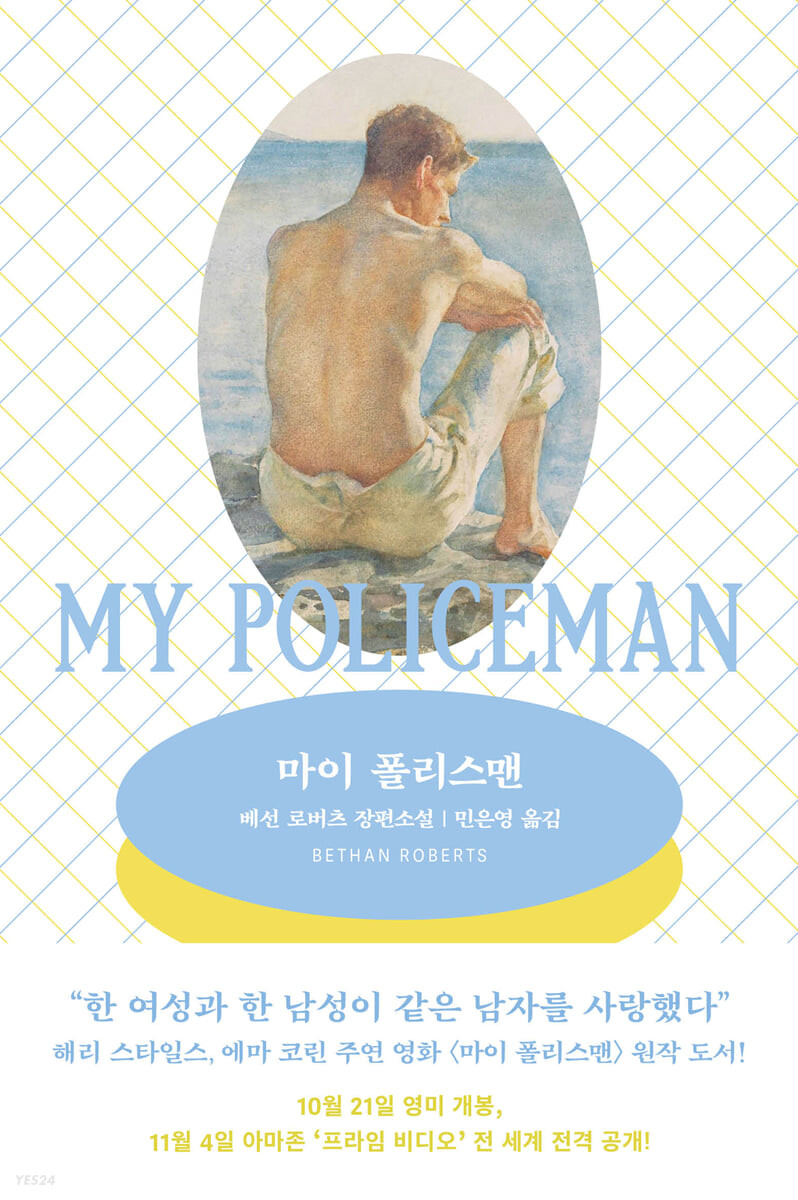 MY POLICEMAN
마이 폴리스맨
베선 로버츠 장편소설 | 민은영 옮김
BETHAN ROBERTS
“한 여성과 한 남성이 같은 남자를 사랑했다”
해리 스타일스, 에마 코린 주연 영화 〈마이 폴리스맨〉 원작 도서!
10월 21일 영미 개봉,
11월 4일 아마존 ‘프라임 비디오’ 전 세계 전격 공개!
YES24